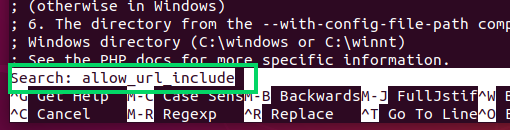 ; (otherwise in Windows)
; 6. The directory from the --with-config-file-path comp
; Windows directory (C:\windows or C:\winnt)
; See the PHP docs for more specific information.
Search: allow_url_include
^G Get Help M-C Case Sens M-B Backwards M-J FullJstif ^W B
^C Cancel M-R Regexp ^R Replace ^T Go To Line ^O E